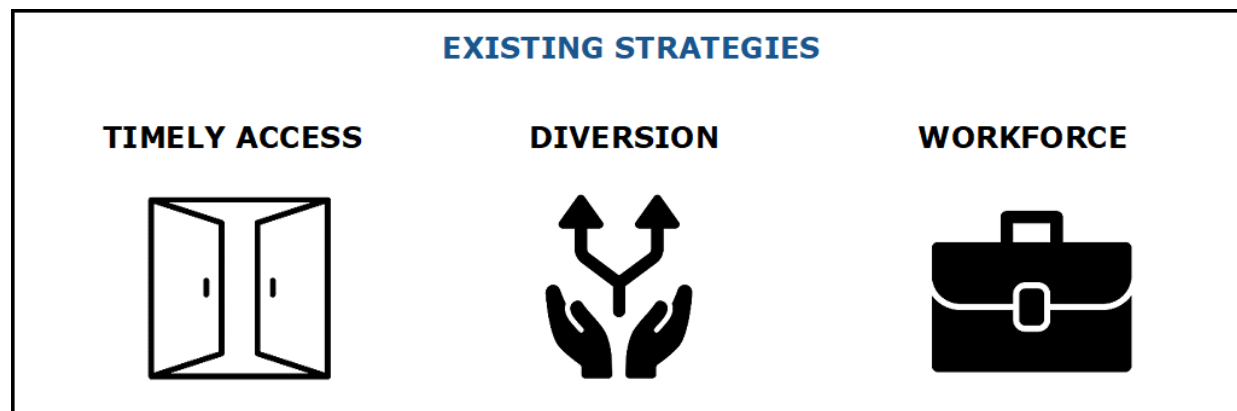 EXISTING STRATEGIES
TIMELY ACCESS
DIVERSION
WORKFORCE